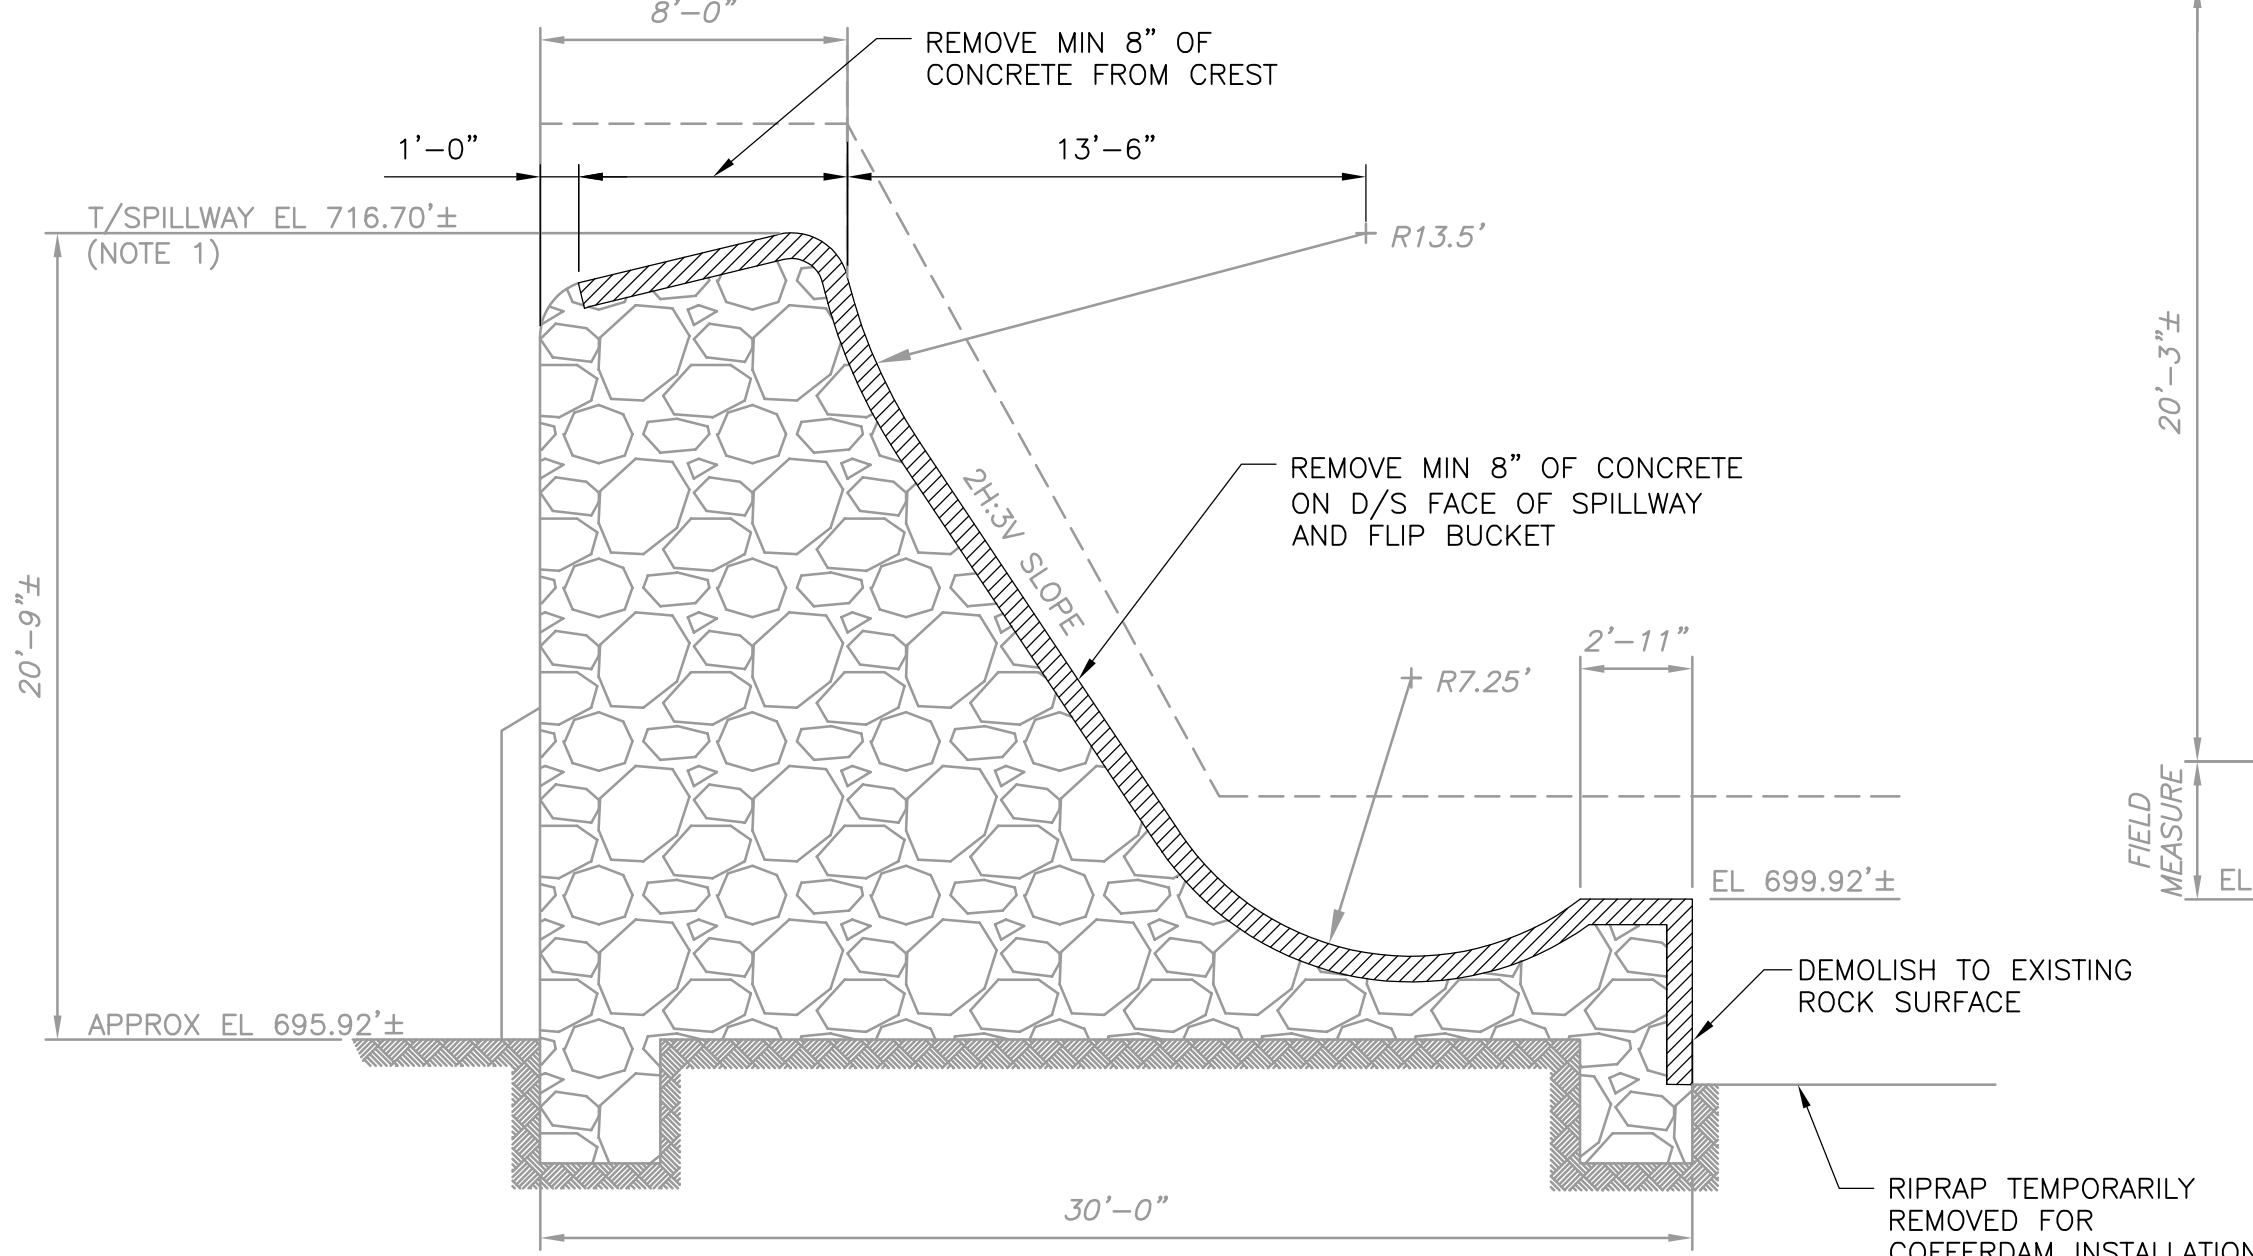 8'-0"
REMOVE MIN 8" OF
CONCRETE FROM CREST
1'-0"
13'-6"
T/SPILLWAY EL 716.70'±
(NOTE 1)
R13.5'
20'-3"±
REMOVE MIN 8" OF CONCRETE
ON D/S FACE OF SPILLWAY
AND FLIP BUCKET
2H:3V SLOPE
20'-9"±
2'-11"
R7.25'
FIELD
MEASURE
EL 699.92'±
EL
DEMOLISH TO EXISTING
ROCK SURFACE
APPROX EL 695.92'±
RIPRAP TEMPORARILY
REMOVED FOR
COFFERDAM INSTALLATION
30'-0"